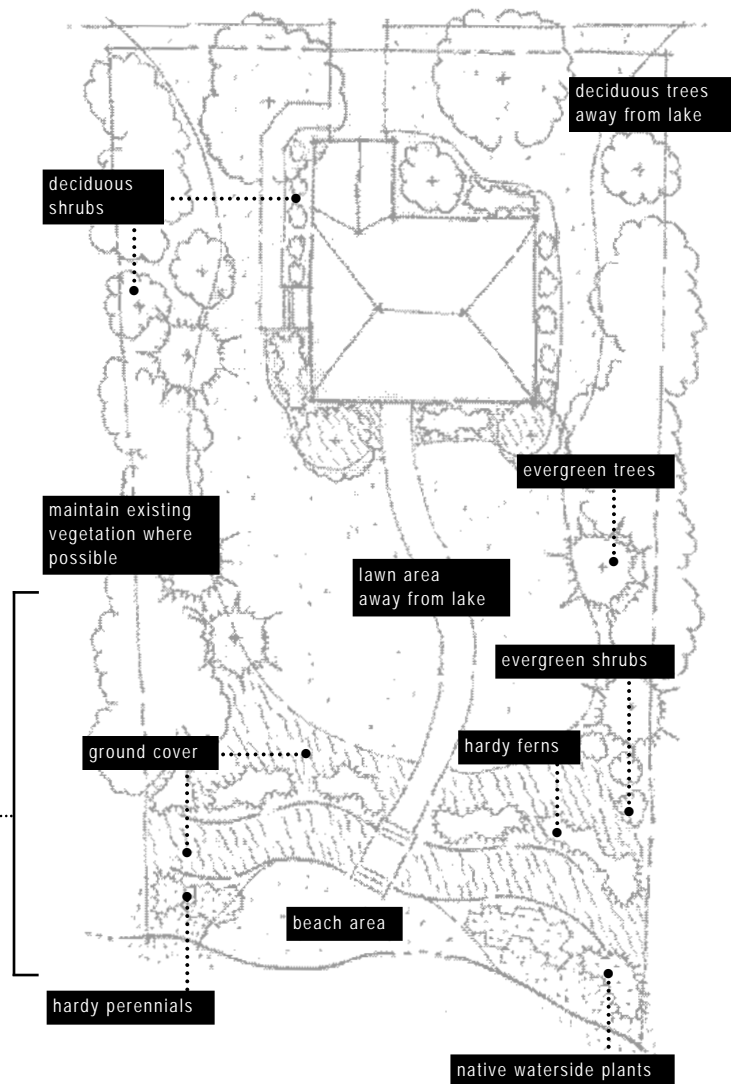 deciduous trees
away from lake
deciduous
shrubs
evergreen trees
maintain existing
vegetation where
possible
lawn area
away from lake
evergreen shrubs
ground cover
hardy ferns
beach area
hardy perennials
native waterside plants